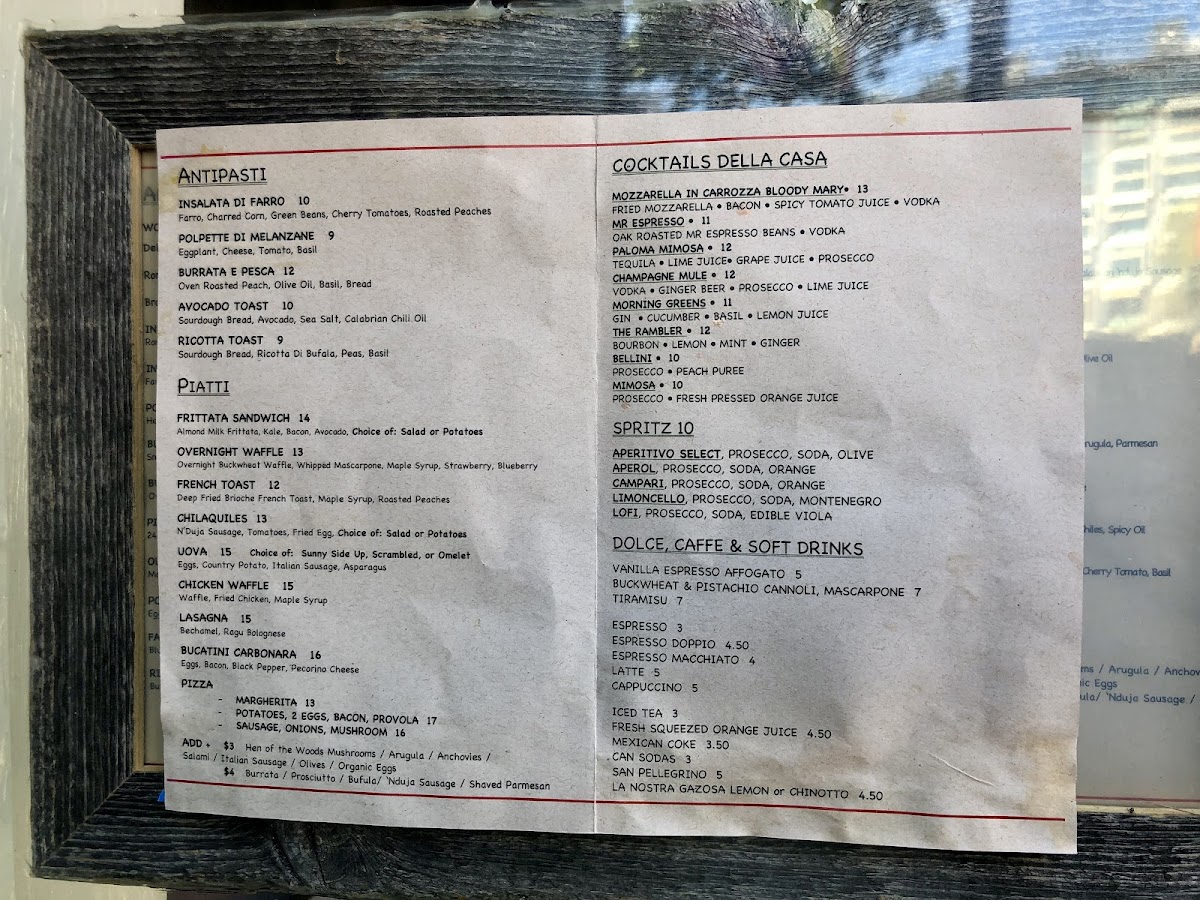 ANTIPASTI
INSALATA DI FARRO 10
Farro, Charred Corn, Green Beans, Cherry Tomatoes, Roasted Peaches
POLPETTE DI MELANZANE 9
Eggplant, Cheese, Tomato, Basil
BURRATA E PESCA 12
Oven Roasted Peach, Olive Oil, Basil, Bread
AVOCADO TOAST 10
Sourdough Bread, Avocado, Sea Salt, Calabrian Chili Oil
RICOTTA TOAST 9
Sourdough Bread, Ricotta Di Bufala, Peas, Basil
PIATTI
FRITTATA SANDWICH 14
Almond Milk Frittata, Kale, Bacon, Avocado, Choice of: Salad or Potatoes
OVERNIGHT WAFFLE 13
Overnight Buckwheat Waffle, Whipped Mascarpone, Maple Syrup, Strawberry, Blueberry
FRENCH TOAST 12
Deep Fried Brioche French Toast, Maple Syrup, Roasted Peaches
CHILAQUILES 13
N'Duja Sausage, Tomatoes, Fried Egg, Choice of: Salad or Potatoes
UOVA 15 Choice of: Sunny Side Up, Scrambled, or Omelet
Eggs, Country Potato, Italian Sausage, Asparagus
CHICKEN WAFFLE 15
Waffle, Fried Chicken, Maple Syrup
LASAGNA 15
Bechamel, Ragu Bolognese
BUCATINI CARBONARA 16
Eggs, Bacon, Black Pepper, Pecorino Cheese
PIZZA
- MARGHERITA 13
- POTATOES, 2 EGGS, BACON, PROVOLA 17
- SAUSAGE, ONIONS, MUSHROOM 16
ADD + $3 Hen of the Woods Mushrooms / Arugula / Anchovies /
Salami / Italian Sausage / Olives / Organic Eggs
$4 Burrata / Prosciutto / Bufula/ 'Nduja Sausage / Shaved Parmesan
COCKTAILS DELLA CASA
MOZZARELLA IN CARROZZA BLOODY MARY• 13
FRIED MOZZARELLA • BACON • SPICY TOMATO JUICE • VODKA
MR ESPRESSO • 11
OAK ROASTED MR ESPRESSO BEANS • VODKA
PALOMA MIMOSA • 12
TEQUILA • LIME JUICE• GRAPE JUICE • PROSECCO
CHAMPAGNE MULE • 12
VODKA • GINGER BEER • PROSECCO • LIME JUICE
MORNING GREENS • 11
GIN • CUCUMBER • BASIL • LEMON JUICE
THE RAMBLER • 12
BOURBON • LEMON • MINT • GINGER
BELLINI • 10
PROSECCO • PEACH PUREE
MIMOSA • 10
PROSECCO • FRESH PRESSED ORANGE JUICE
SPRITZ 10
APERITIVO SELECT, PROSECCO, SODA, OLIVE
APEROL, PROSECCO, SODA, ORANGE
CAMPARI, PROSECCO, SODA, ORANGE
LIMONCELLO, PROSECCO, SODA, MONTENEGRO
LOFI, PROSECCO, SODA, EDIBLE VIOLA
DOLCE, CAFFE & SOFT DRINKS
VANILLA ESPRESSO AFFOGATO 5
BUCKWHEAT & PISTACHIO CANNOLI, MASCARPONE 7
TIRAMISU 7
ESPRESSO 3
ESPRESSO DOPPIO 4.50
ESPRESSO MACCHIATO 4
LATTE 5
CAPPUCCINO 5
ICED TEA 3
FRESH SQUEEZED ORANGE JUICE 4.50
MEXICAN COKE 3.50
CAN SODAS 3
SAN PELLEGRINO 5
LA NOSTRA GAZOSA LEMON or CHINOTTO 4.50
Olive Oil
Parmesan
Spicy Oil
Cherry Tomato, Basil
/ Arugula /
Eggs
'Nduja Sausage /